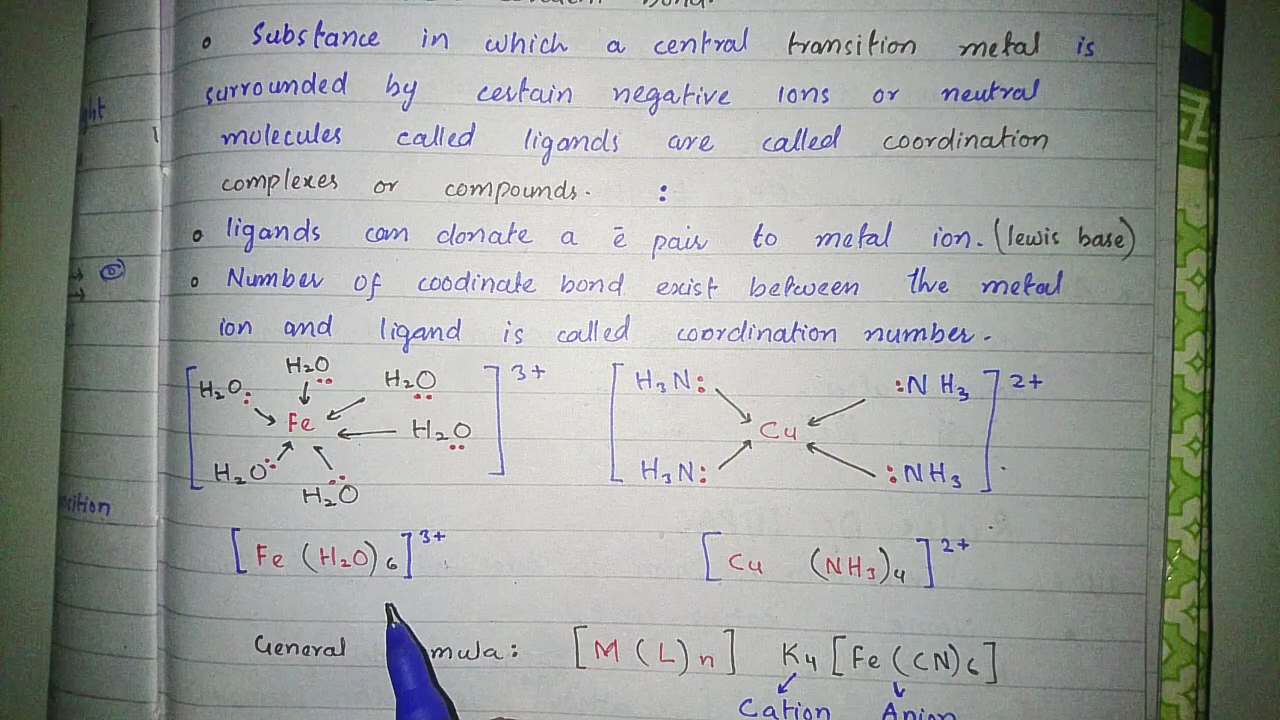 Bond.
• Substance in which a central transition metal is
surrounded by certain negative ions or neutral
molecules called ligands are called coordination
complexes or compounds. :
• ligands can donate a ē pair to metal ion. (lewis base)
• Number of coodinate bond exist between the metal
ion and ligand is called coordination number.
[H₂O: H₂O H₂O Fe H₂O H₂O H₂O]³⁺
[H₃N: :NH₃ Cu H₃N: :NH₃]²⁺
[Fe (H₂O)₆]³⁺ [Cu (NH₃)₄]²⁺
General mula: [M (L)n] K₄[Fe(CN)₆]
Cation Anion
sition